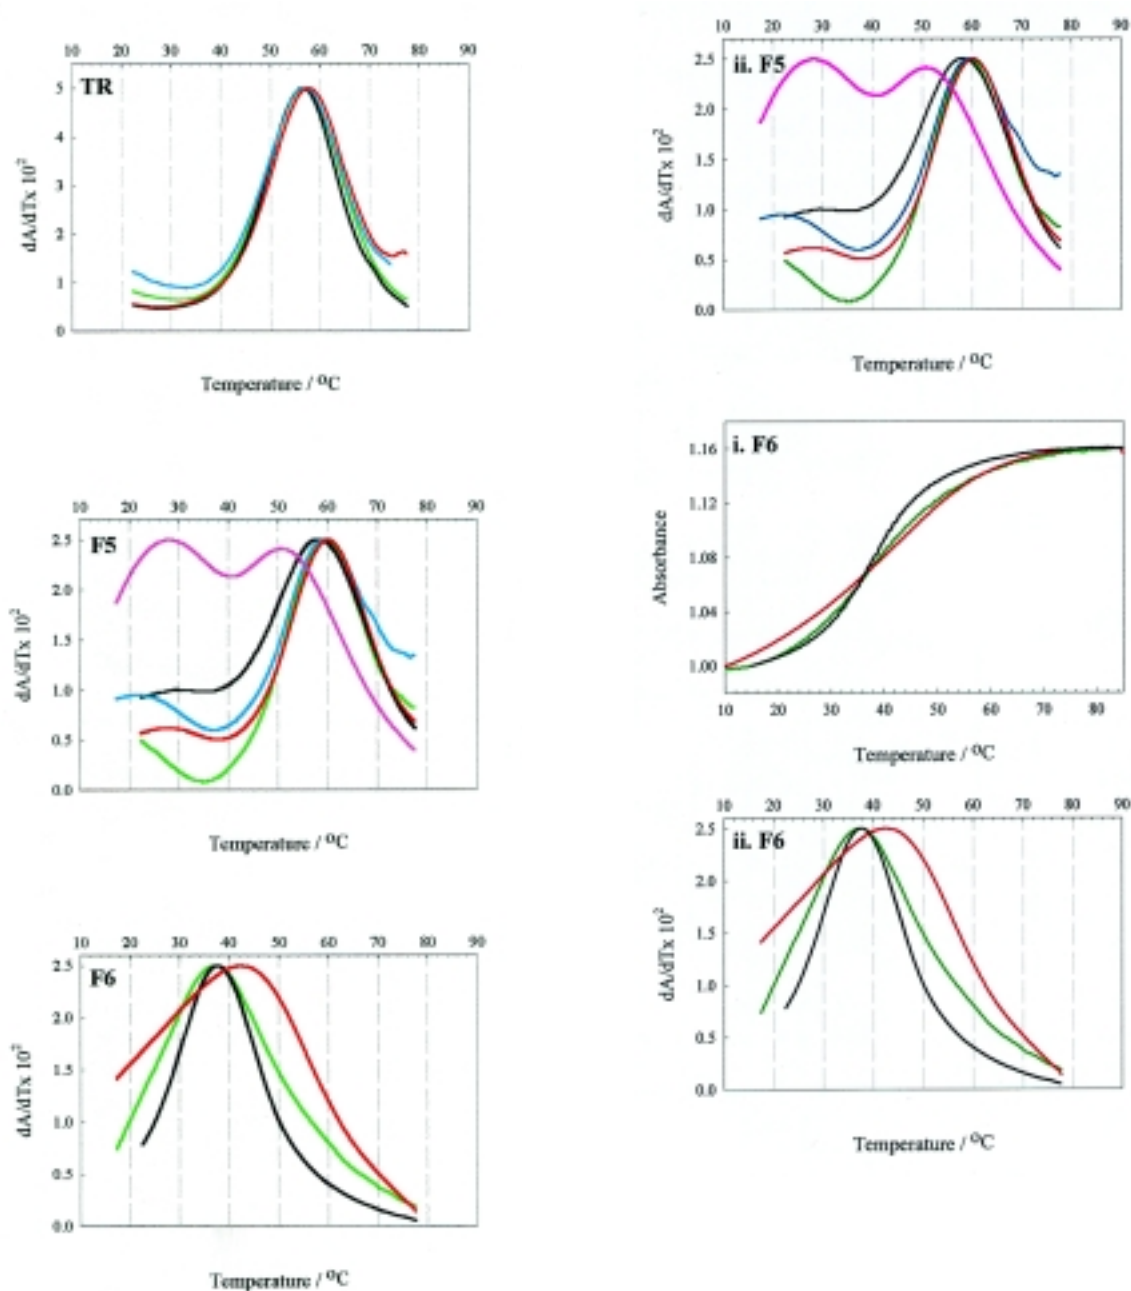 10 20 30 40 50 60 70 80 90
TR
5
4
3
2
1
0
dA/dTx 10²
Temperature / ⁰C
10 20 30 40 50 60 70 80 90
F5
2.5
2.0
1.5
1.0
0.5
0.0
dA/dTx 10²
Temperature / ⁰C
10 20 30 40 50 60 70 80 90
F6
2.5
2.0
1.5
1.0
0.5
0.0
dA/dTx 10²
Temperature / ⁰C
10 20 30 40 50 60 70 80 90
ii. F5
2.5
2.0
1.5
1.0
0.5
0.0
dA/dTx 10²
Temperature / ⁰C
i. F6
1.16
1.12
1.08
1.04
1.00
Absorbance
10 20 30 40 50 60 70 80
Temperature / ⁰C
10 20 30 40 50 60 70 80 90
ii. F6
2.5
2.0
1.5
1.0
0.5
0.0
dA/dTx 10²
Temperature / ⁰C